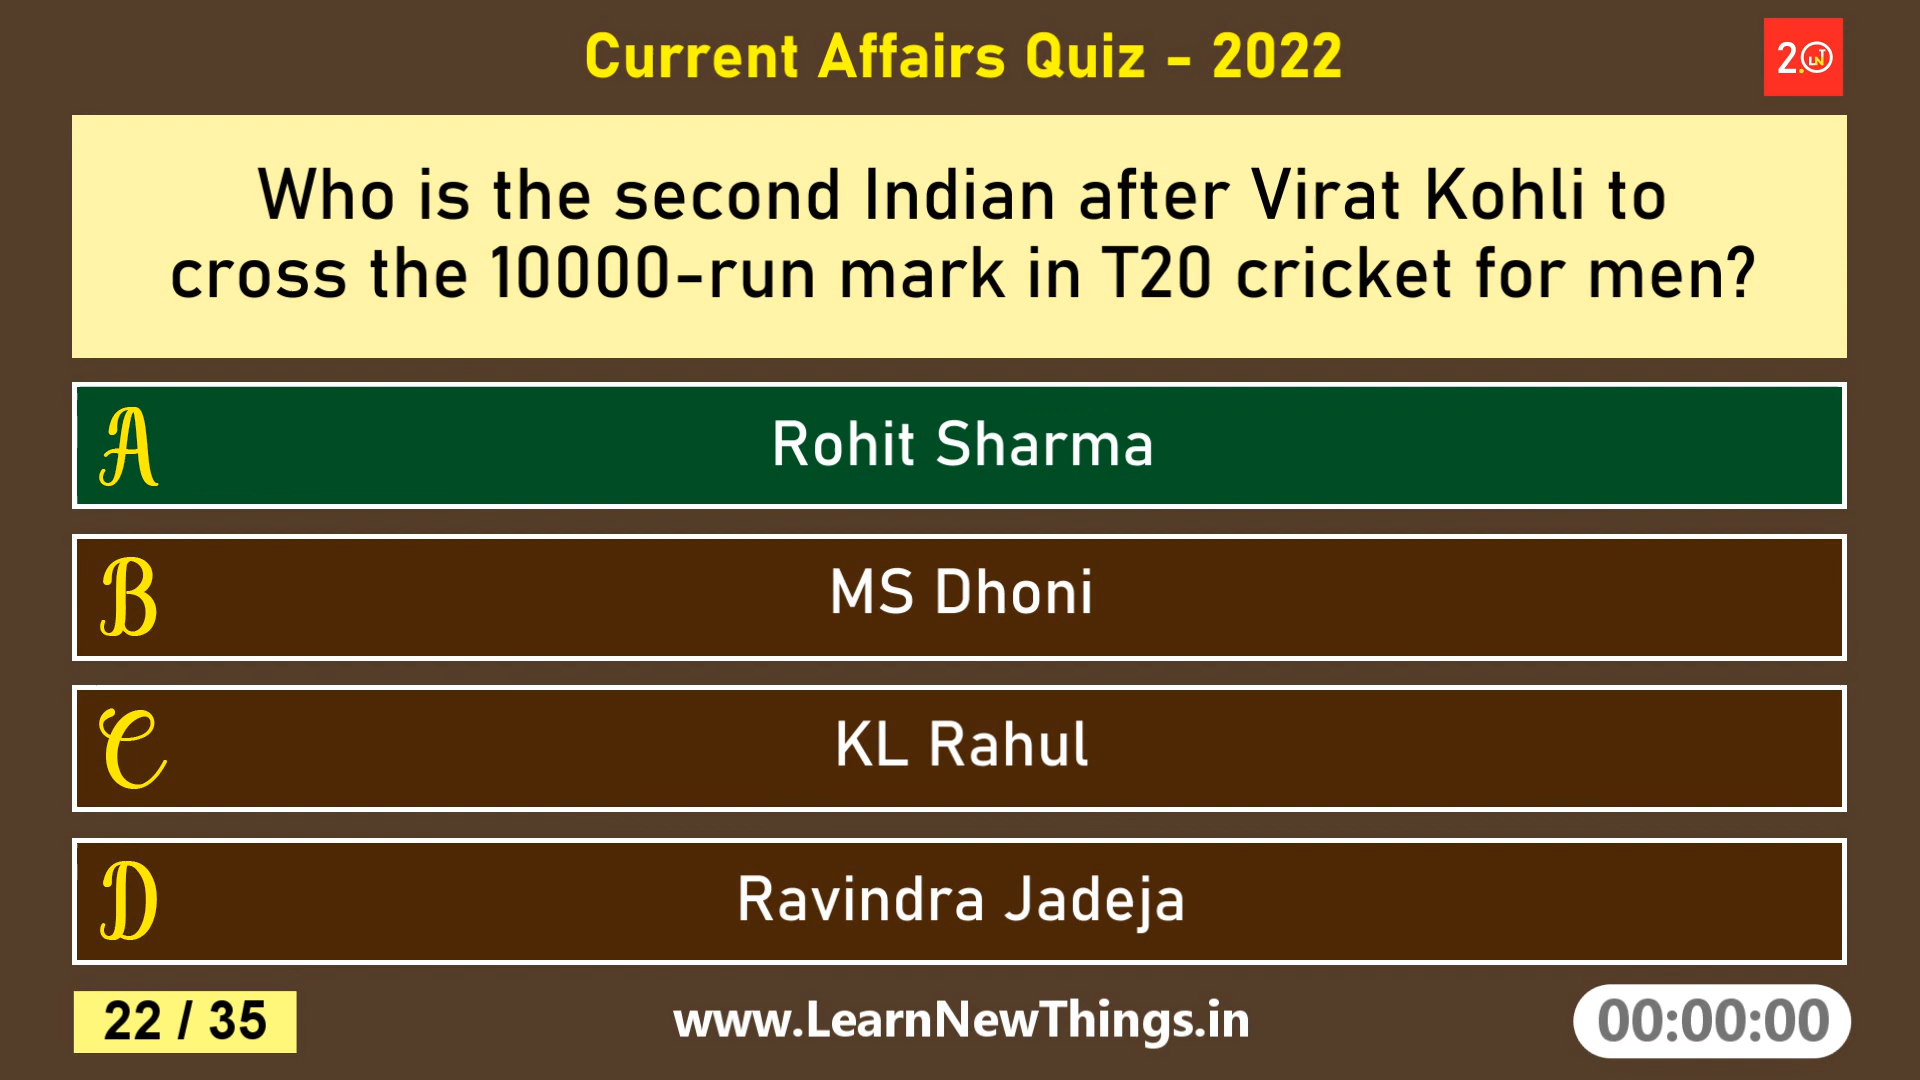 Current Affairs Quiz - 2022
2.LNT
Who is the second Indian after Virat Kohli to
cross the 10000-run mark in T20 cricket for men?
A Rohit Sharma
B MS Dhoni
C KL Rahul
D Ravindra Jadeja
22 / 35
www.LearnNewThings.in
00:00:00